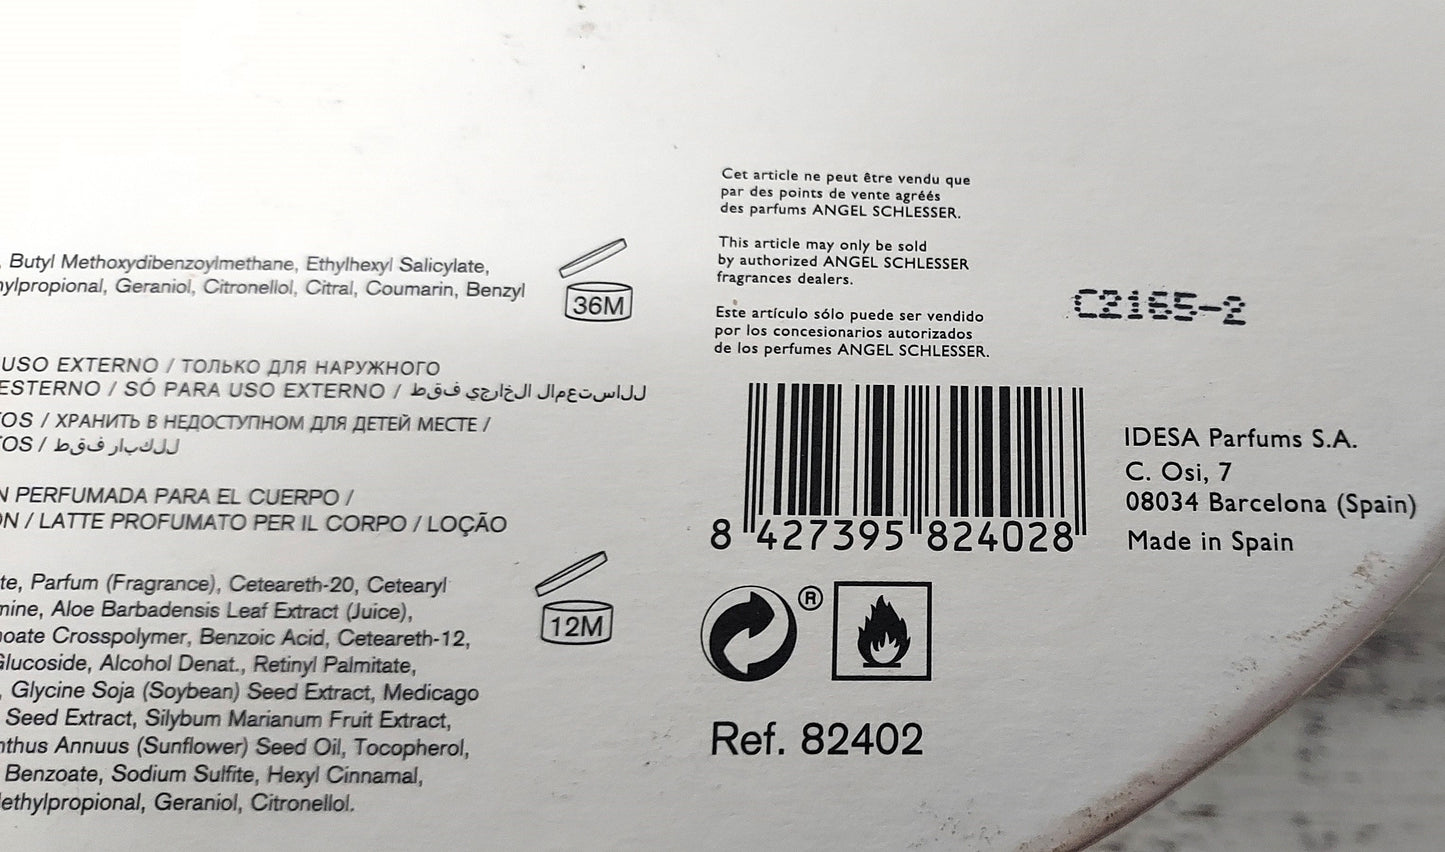 , Butyl Methoxydibenzoylmethane, Ethylhexyl Salicylate,
ylpropional, Geraniol, Citronellol, Citral, Coumarin, Benzyl
36M
USO EXTERNO / ТОЛЬКО ДЛЯ НАРУЖНОГО
ESTERNO / SÓ PARA USO EXTERNO / للاستعمال الخارجي فقط
OS / ХРАНИТЬ В НЕДОСТУПНОМ ДЛЯ ДЕТЕЙ МЕСТЕ /
OS / للكبار فقط
N PERFUMADA PARA EL CUERPO /
ON / LATTE PROFUMATO PER IL CORPO / LOÇÃO
te, Parfum (Fragrance), Ceteareth-20, Cetearyl
mine, Aloe Barbadensis Leaf Extract (Juice),
oate Crosspolymer, Benzoic Acid, Ceteareth-12,
Glucoside, Alcohol Denat., Retinyl Palmitate,
, Glycine Soja (Soybean) Seed Extract, Medicago
Seed Extract, Silybum Marianum Fruit Extract,
nthus Annuus (Sunflower) Seed Oil, Tocopherol,
Benzoate, Sodium Sulfite, Hexyl Cinnamal,
ethylpropional, Geraniol, Citronellol.
12M
Cet article ne peut être vendu que
par des points de vente agréés
des parfums ANGEL SCHLESSER.
This article may only be sold
by authorized ANGEL SCHLESSER
fragrances dealers.
Este artículo sólo puede ser vendido
por los concesionarios autorizados
de los perfumes ANGEL SCHLESSER.
C2165-2
8 427395 824028
IDESA Parfums S.A.
C. Osi, 7
08034 Barcelona (Spain)
Made in Spain
®
Ref. 82402